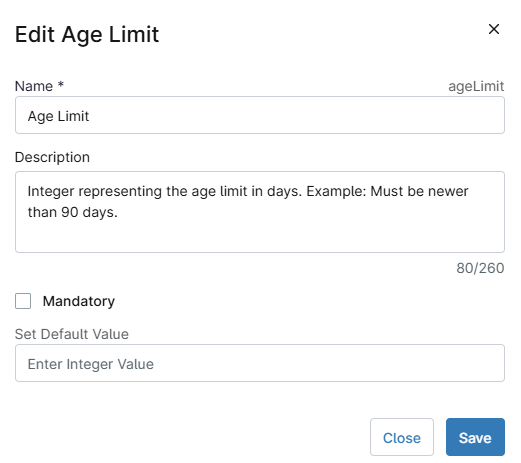 Edit Age Limit
Name *
ageLimit
Age Limit
Description
Integer representing the age limit in days. Example: Must be newer
than 90 days.
80/260
Mandatory
Set Default Value
Enter Integer Value
Close
Save